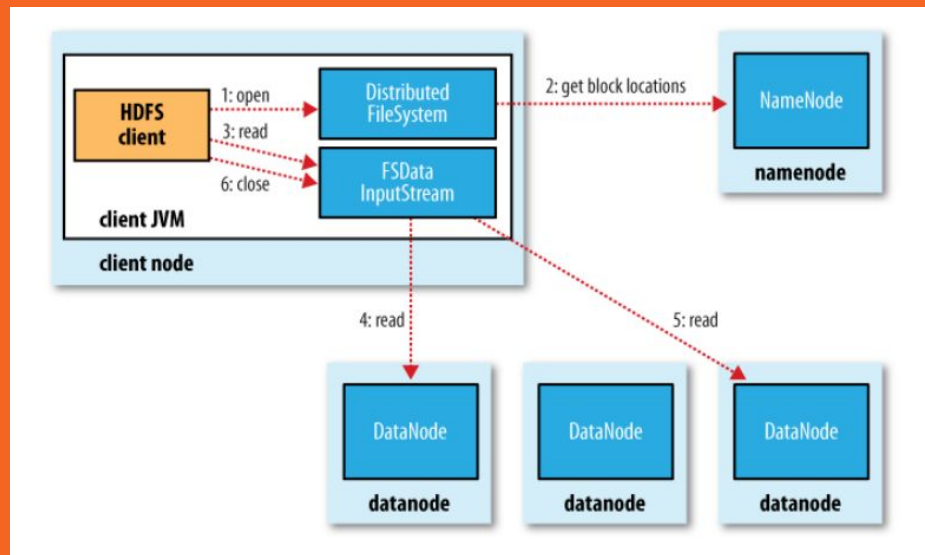 HDFS
client
1: open
3: read
6: close
Distributed
FileSystem
FSData
InputStream
client JVM
client node
2: get block locations
NameNode
namenode
4: read
5: read
DataNode
datanode
DataNode
datanode
DataNode
datanode